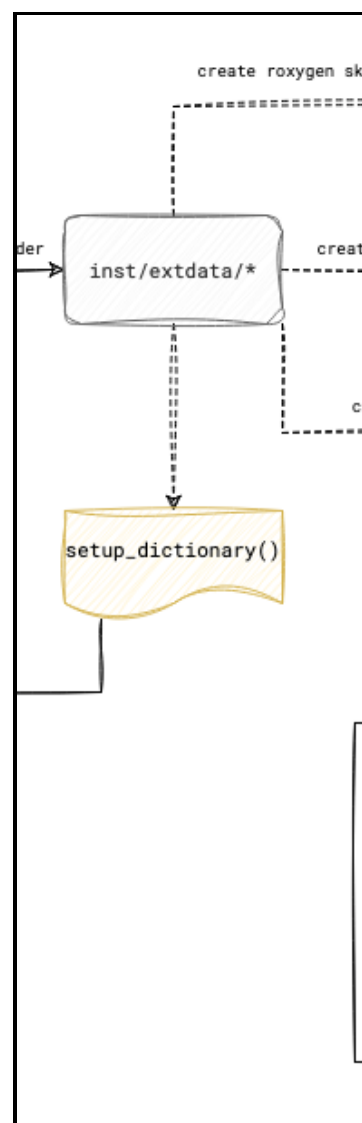 create roxygen sk
der
creat
inst/extdata/*
c
setup_dictionary()